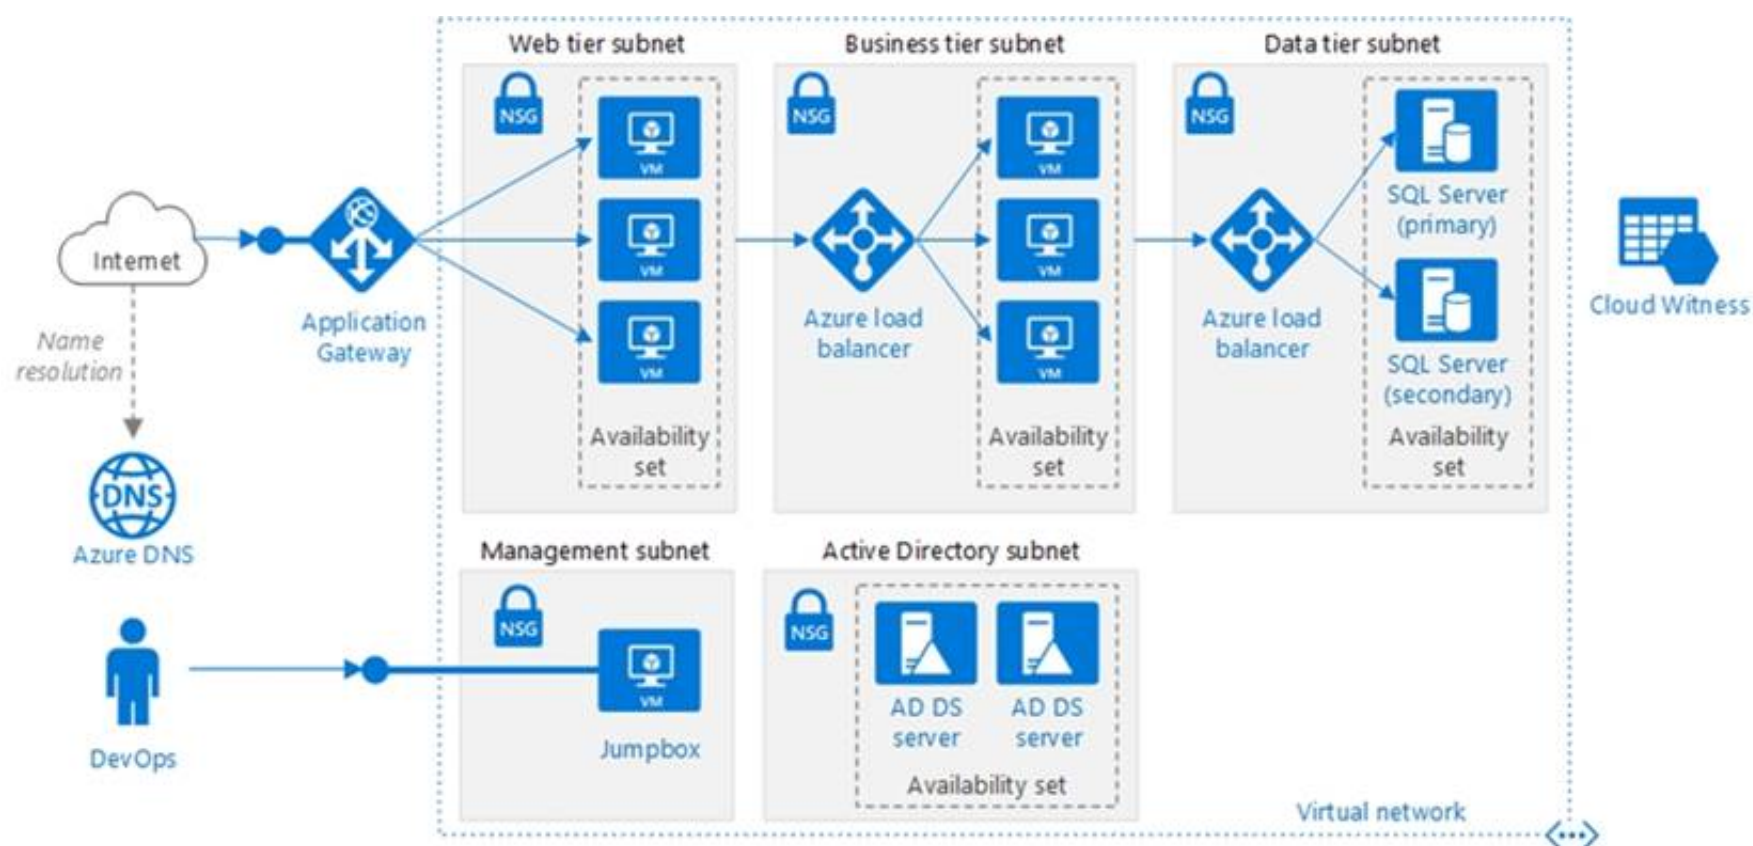 Web tier subnet
Business tier subnet
Data tier subnet
NSG
VM
VM
VM
Availability
set
NSG
Azure load
balancer
VM
VM
VM
Availability
set
NSG
Azure load
balancer
SQL Server
(primary)
SQL Server
(secondary)
Availability
set
Cloud Witness
Internet
Application
Gateway
Name
resolution
DNS
Azure DNS
Management subnet
Active Directory subnet
NSG
VM
Jumpbox
NSG
AD DS
server
AD DS
server
Availability set
DevOps
Virtual network